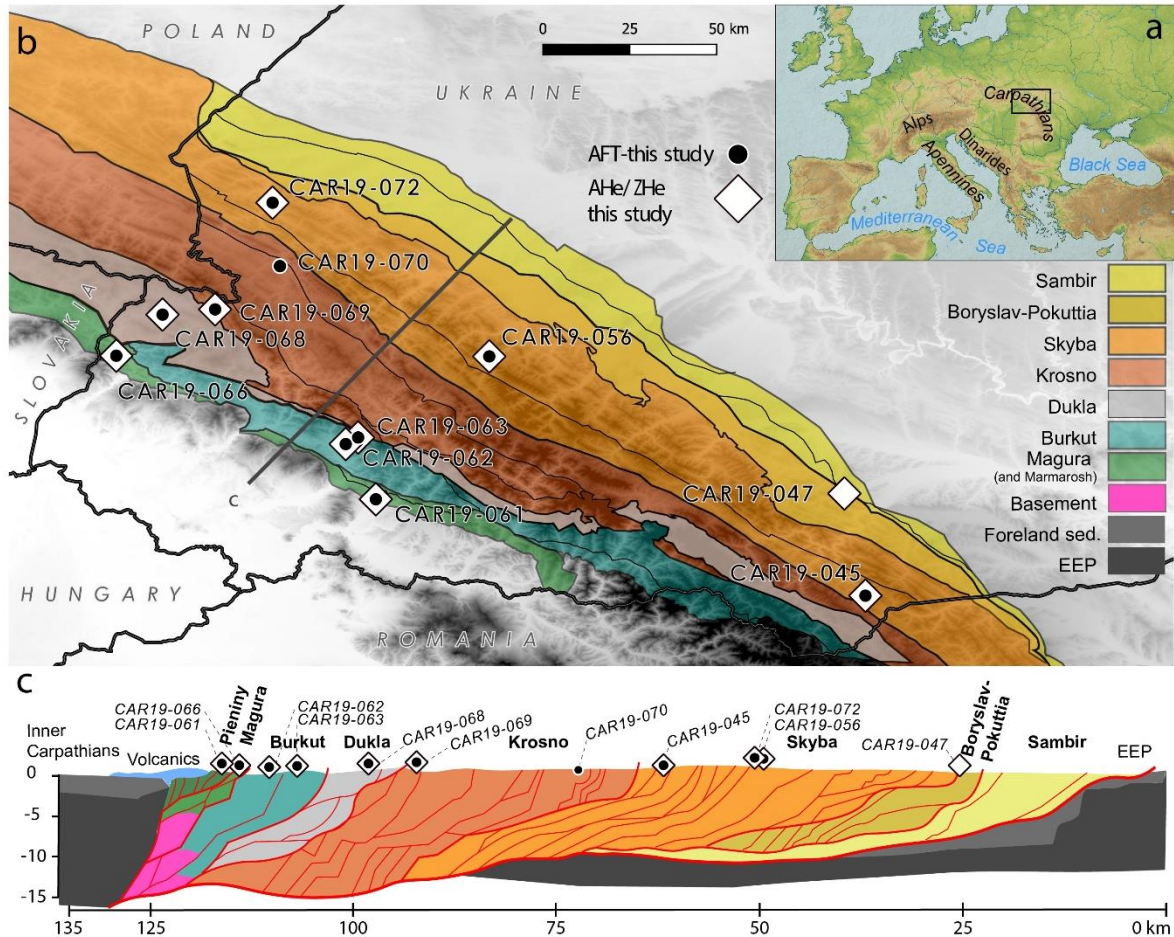 b
POLAND
UKRAINE
0 25 50 km
AFT-this study
AHe/ZHe
this study
CAR19-072
CAR19-070
CAR19-069
CAR19-068
CAR19-056
CAR19-066
CAR19-063
CAR19-062
CAR19-061
CAR19-047
CAR19-045
SLOVAKIA
HUNGARY
ROMANIA
c
a
Carpathians
Alps
Dinarides
Apennines
Black Sea
Mediterranean - Sea
Sambir
Boryslav-Pokuttia
Skyba
Krosno
Dukla
Burkut
Magura
(and Marmarosh)
Basement
Foreland sed.
EEP
c
Inner
Carpathians
Volcanics
CAR19-066
CAR19-061
Pieniny
Magura
CAR19-062
CAR19-063
Burkut
Dukla
CAR19-068
CAR19-069
Krosno
CAR19-070
CAR19-045
CAR19-072
CAR19-056
Skyba
CAR19-047
Boryslav-
Pokuttia
Sambir
EEP
0
-5
-10
-15
135 125 100 75 50 25 0 km